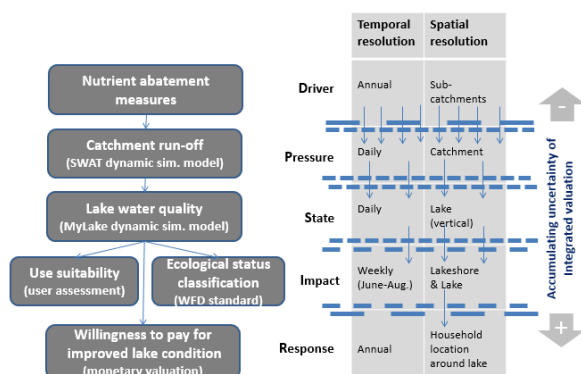 Nutrient abatement
measures
Catchment run-off
(SWAT dynamic sim. model)
Lake water quality
(MyLake dynamic sim. model)
Use suitability
(user assessment)
Ecological status
classification
(WFD standard)
Willingness to pay for
improved lake condition
(monetary valuation)
Temporal
resolution
Spatial
resolution
Driver
Annual
Sub-
catchments
Pressure
Daily
Catchment
State
Daily
Lake
(vertical)
Impact
Weekly
(June-Aug.)
Lakeshore
& Lake
Response
Annual
Household
location
around lake
-
Accumulating uncertainty of
Integrated valuation
+